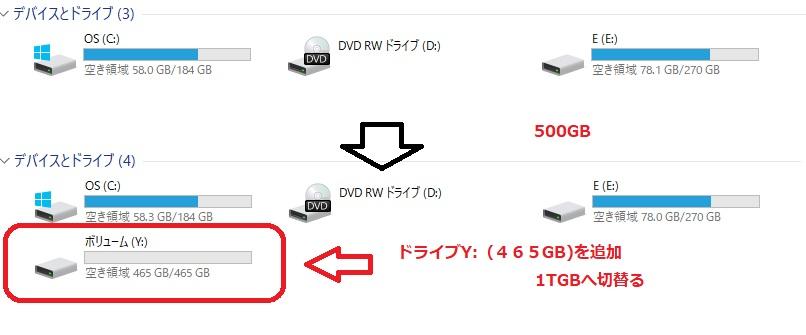 デバイスとドライブ (3)
OS (C:)
空き領域 58.0 GB/184 GB
DVD RW ドライブ (D:)
DVD
E (E:)
空き領域 78.1 GB/270 GB
500GB
デバイスとドライブ (4)
OS (C:)
空き領域 58.3 GB/184 GB
DVD RW ドライブ (D:)
DVD
E (E:)
空き領域 78.0 GB/270 GB
ボリューム (Y:)
空き領域 465 GB/465 GB
ドライブY:（４６５GB)を追加
1TGBへ切替る